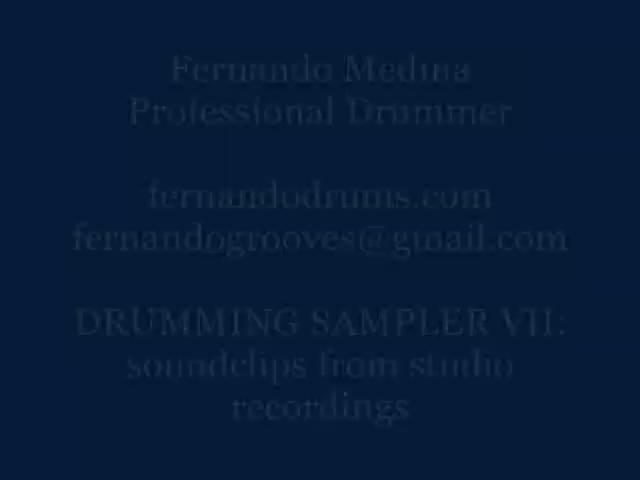 Fernando Medina
Professional Drummer
fernandodrums.com
fernandogrooves@gmail.com
DRUMMING SAMPLER VII:
soundclips from studio
recordings